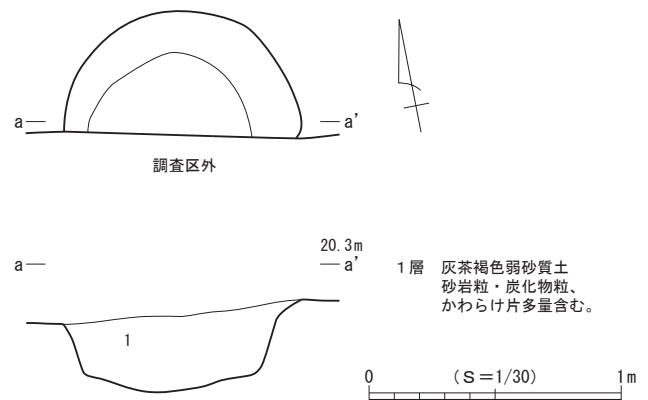 a a’
調査区外
20.3m
a a’
1層 灰茶褐色弱砂質土
砂岩粒・炭化物粒、
かわらけ片多量含む。
1
0 (S=1/30) 1m